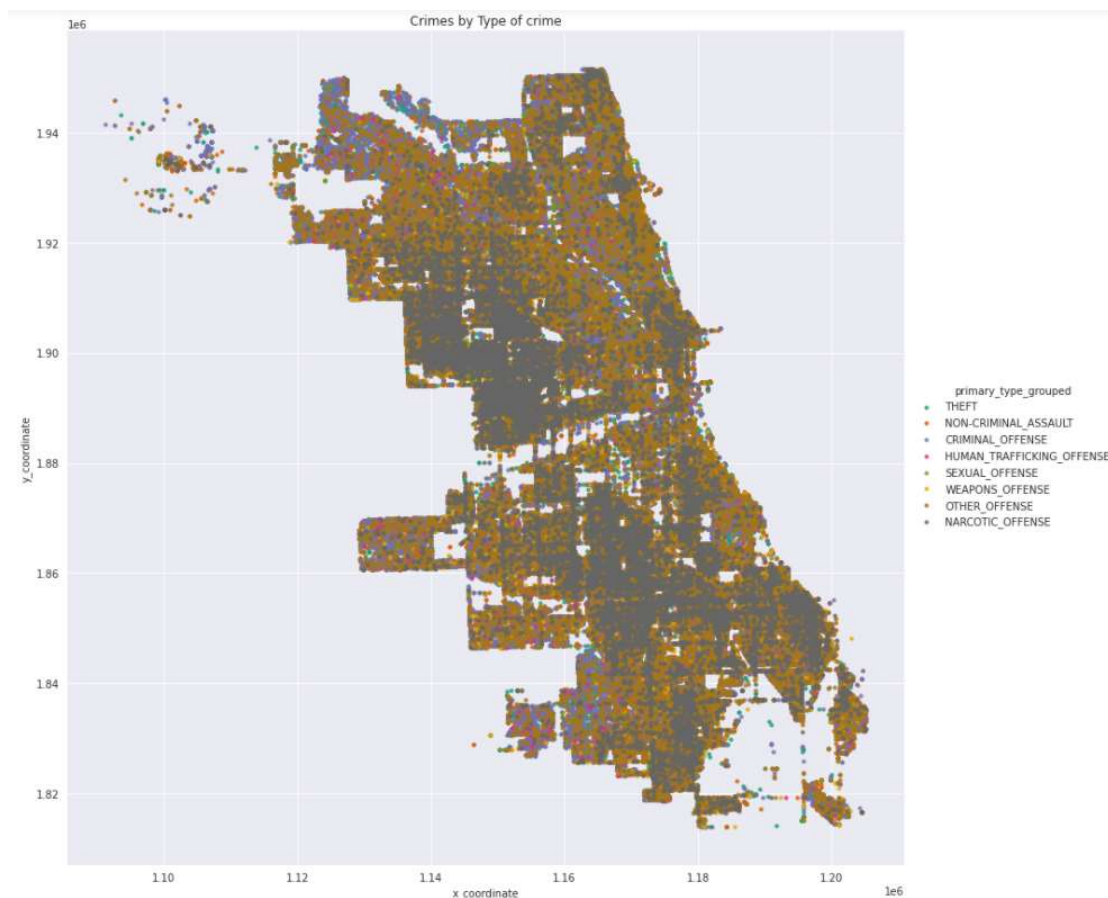 Crimes by Type of crime
1e6
1.94
1.92
1.90
1.88
1.86
1.84
1.82
y_coordinate
1.10
1.12
1.14
1.16
1.18
1.20
1e6
x_coordinate
primary_type_grouped
THEFT
NON-CRIMINAL_ASSAULT
CRIMINAL_OFFENSE
HUMAN_TRAFFICKING_OFFENSE
SEXUAL_OFFENSE
WEAPONS_OFFENSE
OTHER_OFFENSE
NARCOTIC_OFFENSE